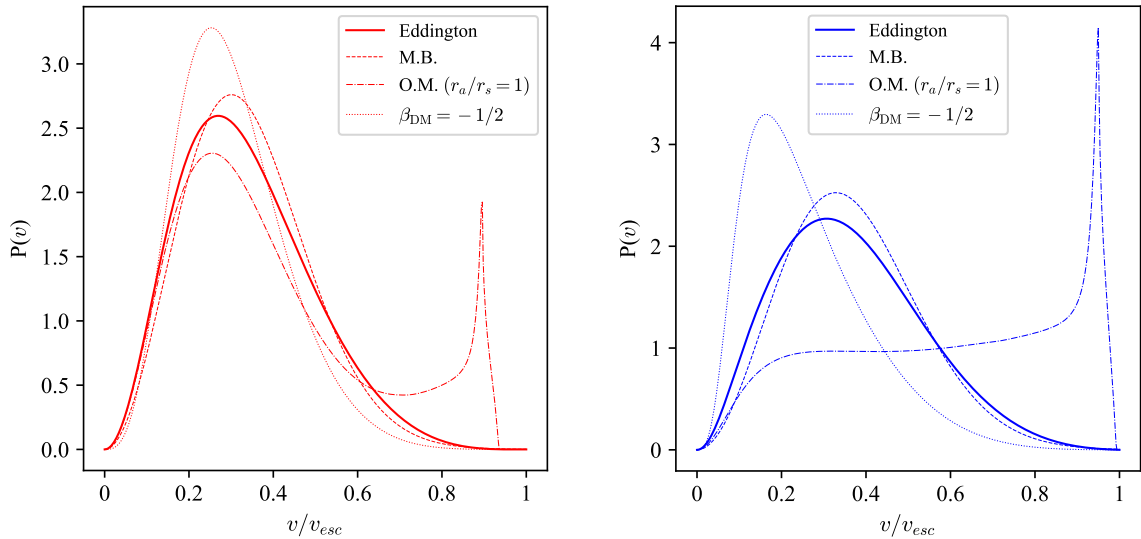 Eddington
M.B.
O.M. (r_a/r_s = 1)
β_DM = −1/2
P(v)
3.0
2.5
2.0
1.5
1.0
0.5
0.0
0 0.2 0.4 0.6 0.8 1
v/v_esc
Eddington
M.B.
O.M. (r_a/r_s = 1)
β_DM = −1/2
P(v)
4
3
2
1
0
0 0.2 0.4 0.6 0.8 1
v/v_esc